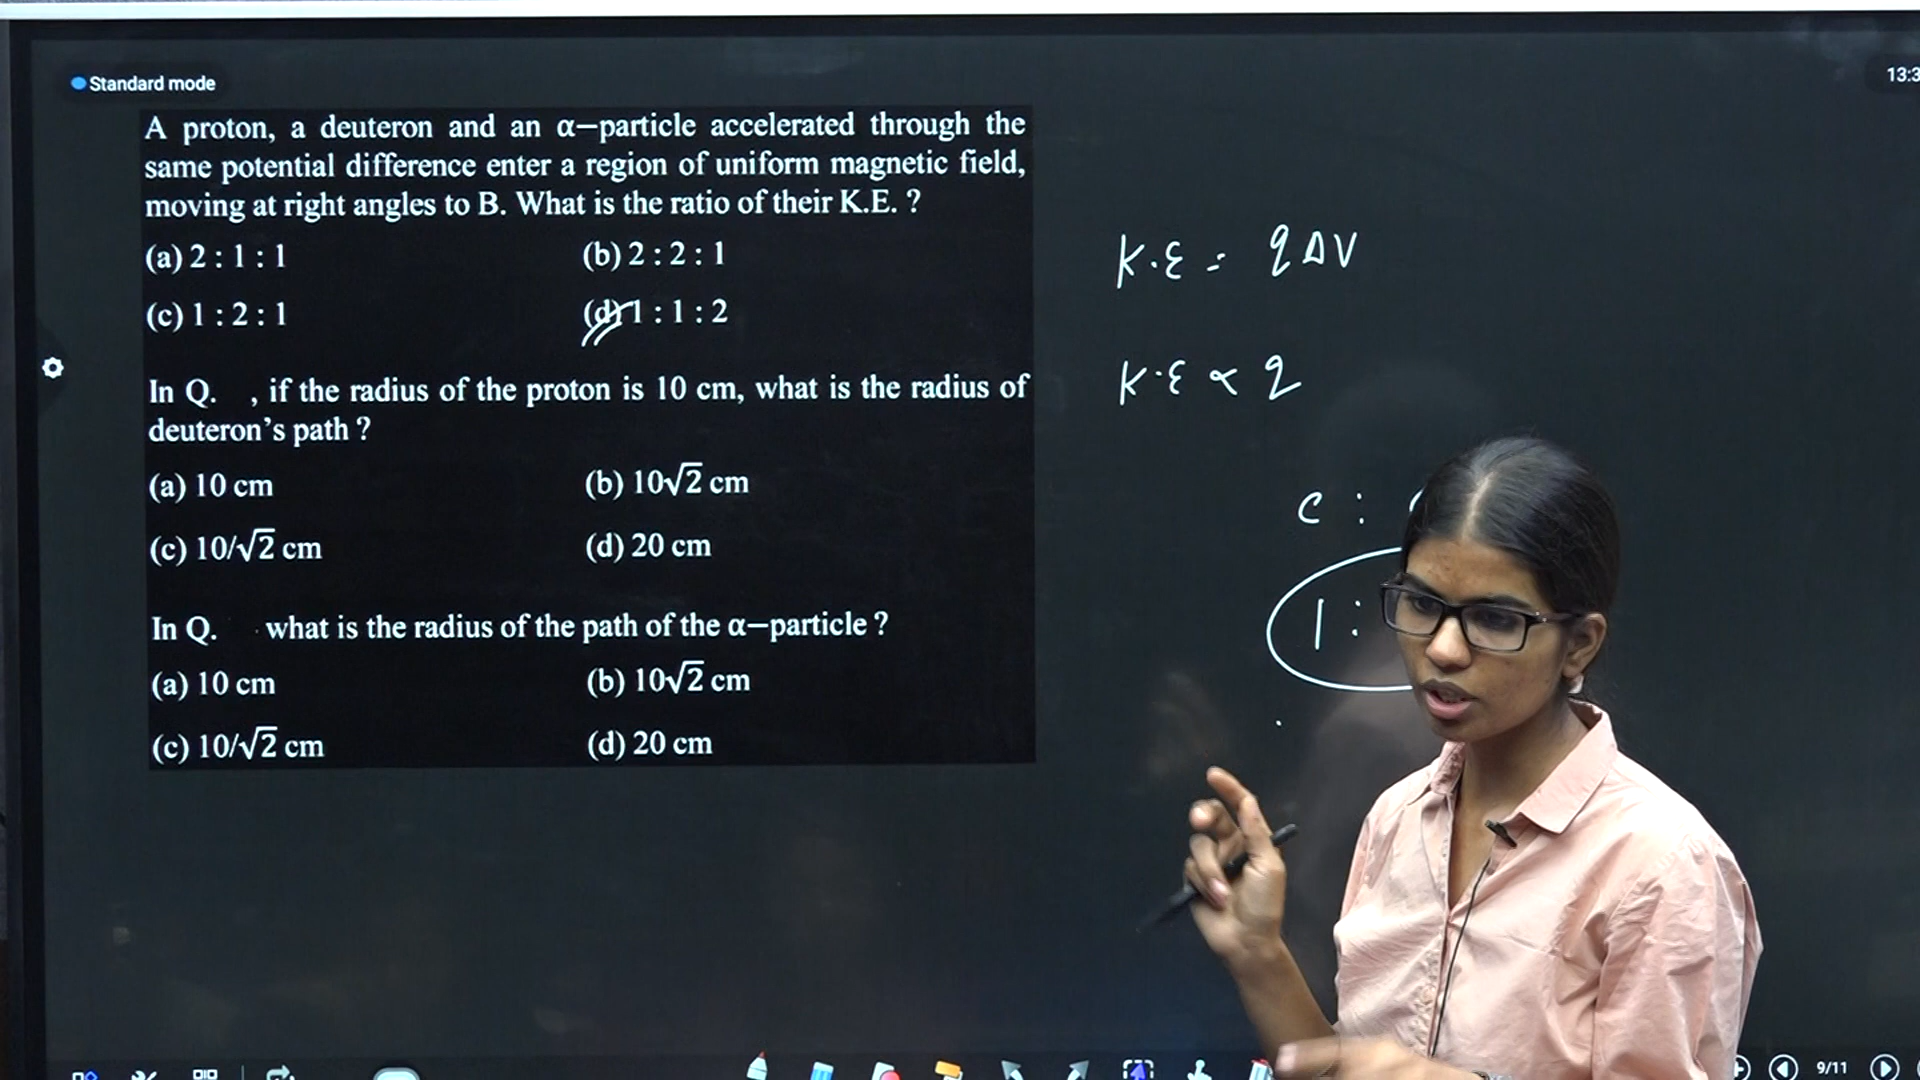 Standard mode
13:3
A proton, a deuteron and an α–particle accelerated through the
same potential difference enter a region of uniform magnetic field,
moving at right angles to B. What is the ratio of their K.E. ?
(a) 2 : 1 : 1
(b) 2 : 2 : 1
(c) 1 : 2 : 1
(d) 1 : 1 : 2
In Q. , if the radius of the proton is 10 cm, what is the radius of
deuteron's path ?
(a) 10 cm
(b) 10√2 cm
(c) 10/√2 cm
(d) 20 cm
In Q. what is the radius of the path of the α–particle ?
(a) 10 cm
(b) 10√2 cm
(c) 10/√2 cm
(d) 20 cm
K.E = qΔV
K.E ∝ q
1 :
9/11